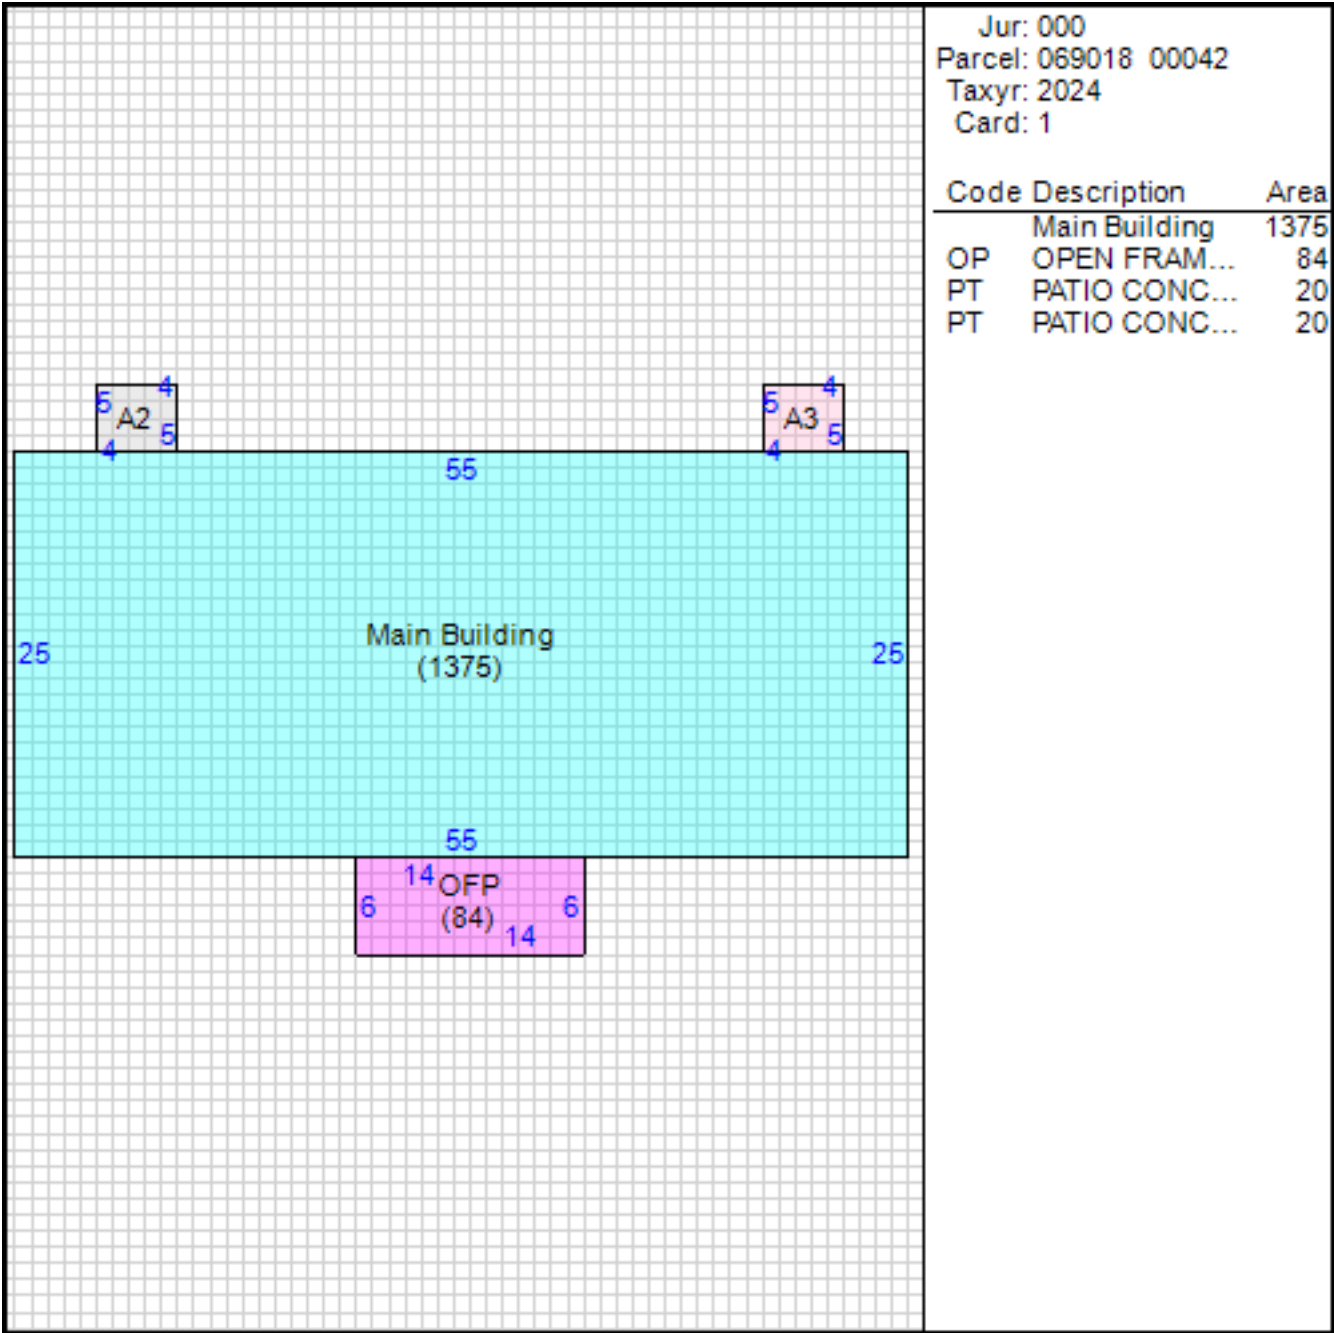 Jur: 000
Parcel: 069018 00042
Taxyr: 2024
Card: 1
Code Description Area
Main Building 1375
OP OPEN FRAM... 84
PT PATIO CONC... 20
PT PATIO CONC... 20
4
5
A2
5
4
4
5
A3
5
4
55
Main Building
(1375)
25
25
55
14
OFP
6
(84)
6
14